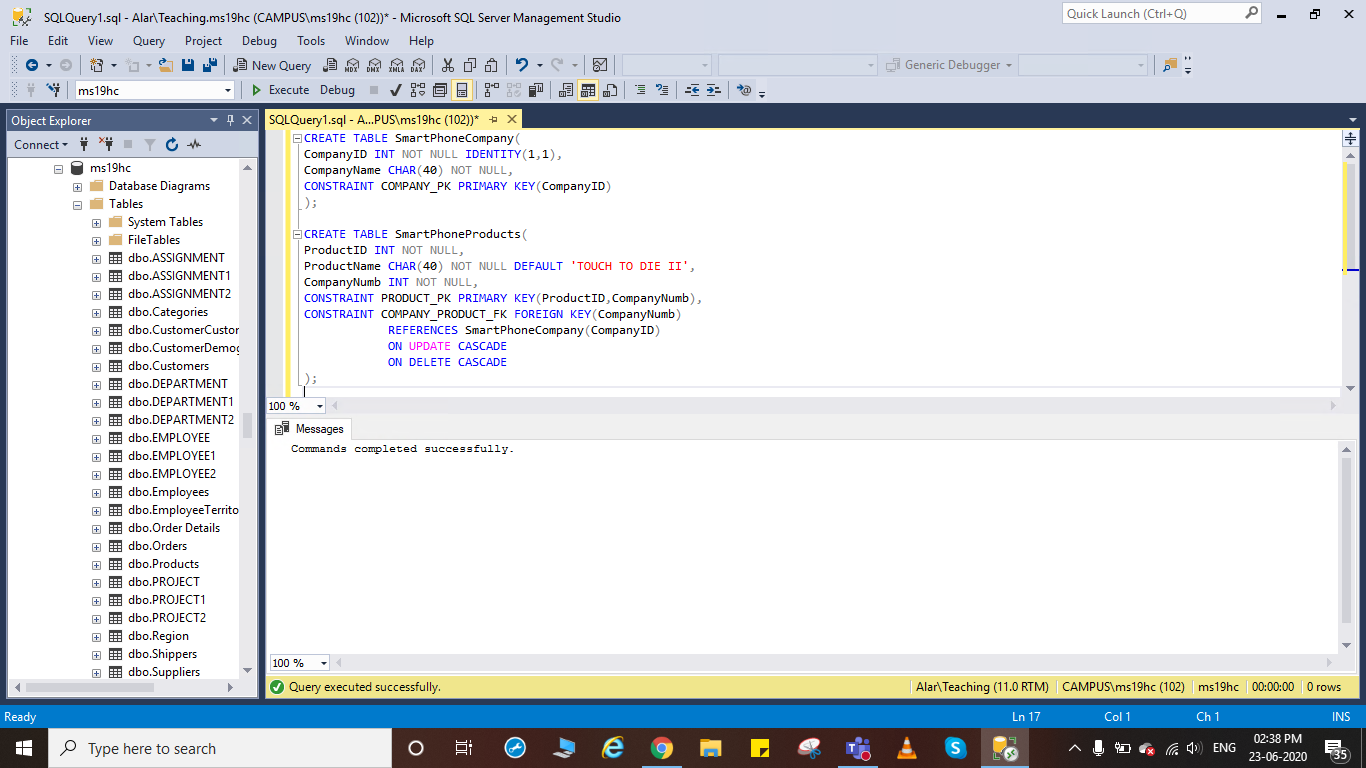 SQLQuery1.sql - Alar\Teaching.ms19hc (CAMPUS\ms19hc (102))* - Microsoft SQL Server Management Studio
Quick Launch (Ctrl+Q)
File Edit View Query Project Debug Tools Window Help
New Query
MDX DMX XMLA DAX
Generic Debugger
ms19hc
Execute Debug
Object Explorer
Connect
ms19hc
Database Diagrams
Tables
System Tables
FileTables
dbo.ASSIGNMENT
dbo.ASSIGNMENT1
dbo.ASSIGNMENT2
dbo.Categories
dbo.CustomerCustor
dbo.CustomerDemog
dbo.Customers
dbo.DEPARTMENT
dbo.DEPARTMENT1
dbo.DEPARTMENT2
dbo.EMPLOYEE
dbo.EMPLOYEE1
dbo.EMPLOYEE2
dbo.Employees
dbo.EmployeeTerrito
dbo.Order Details
dbo.Orders
dbo.Products
dbo.PROJECT
dbo.PROJECT1
dbo.PROJECT2
dbo.Region
dbo.Shippers
dbo.Suppliers
SQLQuery1.sql - A...PUS\ms19hc (102))*
CREATE TABLE SmartPhoneCompany(
CompanyID INT NOT NULL IDENTITY(1,1),
CompanyName CHAR(40) NOT NULL,
CONSTRAINT COMPANY_PK PRIMARY KEY(CompanyID)
);
CREATE TABLE SmartPhoneProducts(
ProductID INT NOT NULL,
ProductName CHAR(40) NOT NULL DEFAULT 'TOUCH TO DIE II',
CompanyNumb INT NOT NULL,
CONSTRAINT PRODUCT_PK PRIMARY KEY(ProductID,CompanyNumb),
CONSTRAINT COMPANY_PRODUCT_FK FOREIGN KEY(CompanyNumb)
REFERENCES SmartPhoneCompany(CompanyID)
ON UPDATE CASCADE
ON DELETE CASCADE
);
100 %
Messages
Commands completed successfully.
100 %
Query executed successfully.
Alar\Teaching (11.0 RTM) CAMPUS\ms19hc (102) ms19hc 00:00:00 0 rows
Ready
Ln 17 Col 1 Ch 1 INS
Type here to search
ENG
02:38 PM
23-06-2020
35